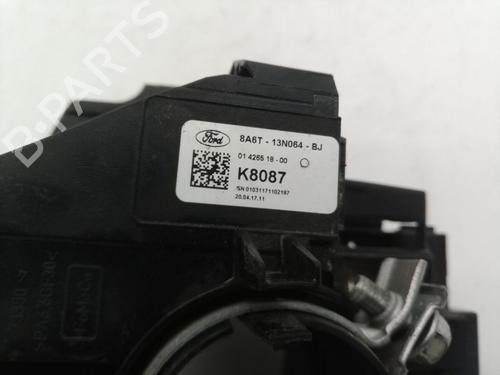 Ford
8A6T - 13N064 - BJ
01 4265 18 - 00
K8087
SN 01031171102197
20.04.17.11
B-PARTS